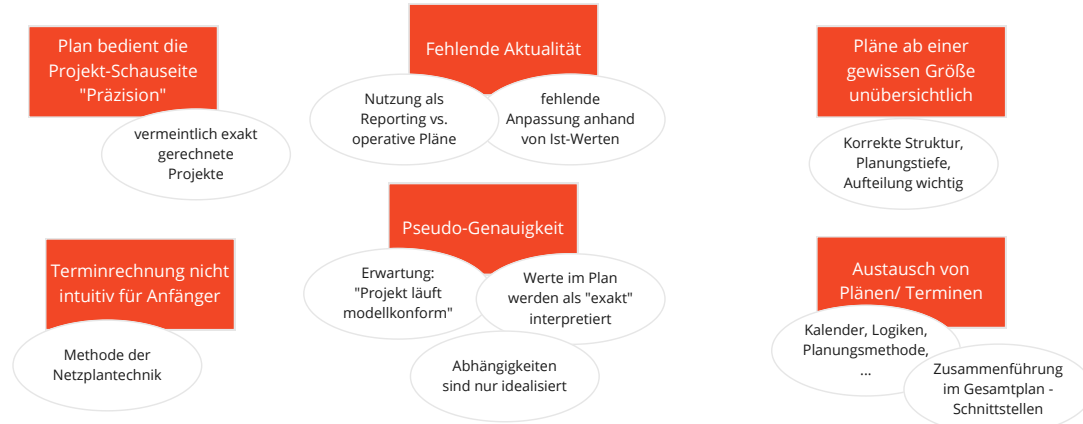 Plan bedient die
Projekt-Schauseite
"Präzision"
vermeintlich exakt
gerechnete
Projekte
Fehlende Aktualität
Nutzung als
Reporting vs.
operative Pläne
fehlende
Anpassung anhand
von Ist-Werten
Pläne ab einer
gewissen Größe
unübersichtlich
Korrekte Struktur,
Planungstiefe,
Aufteilung wichtig
Terminrechnung nicht
intuitiv für Anfänger
Methode der
Netzplantechnik
Pseudo-Genauigkeit
Erwartung:
"Projekt läuft
modellkonform"
Werte im Plan
werden als "exakt"
interpretiert
Abhängigkeiten
sind nur idealisiert
Austausch von
Plänen/ Terminen
Kalender, Logiken,
Planungsmethode,
...
Zusammenführung
im Gesamtplan -
Schnittstellen